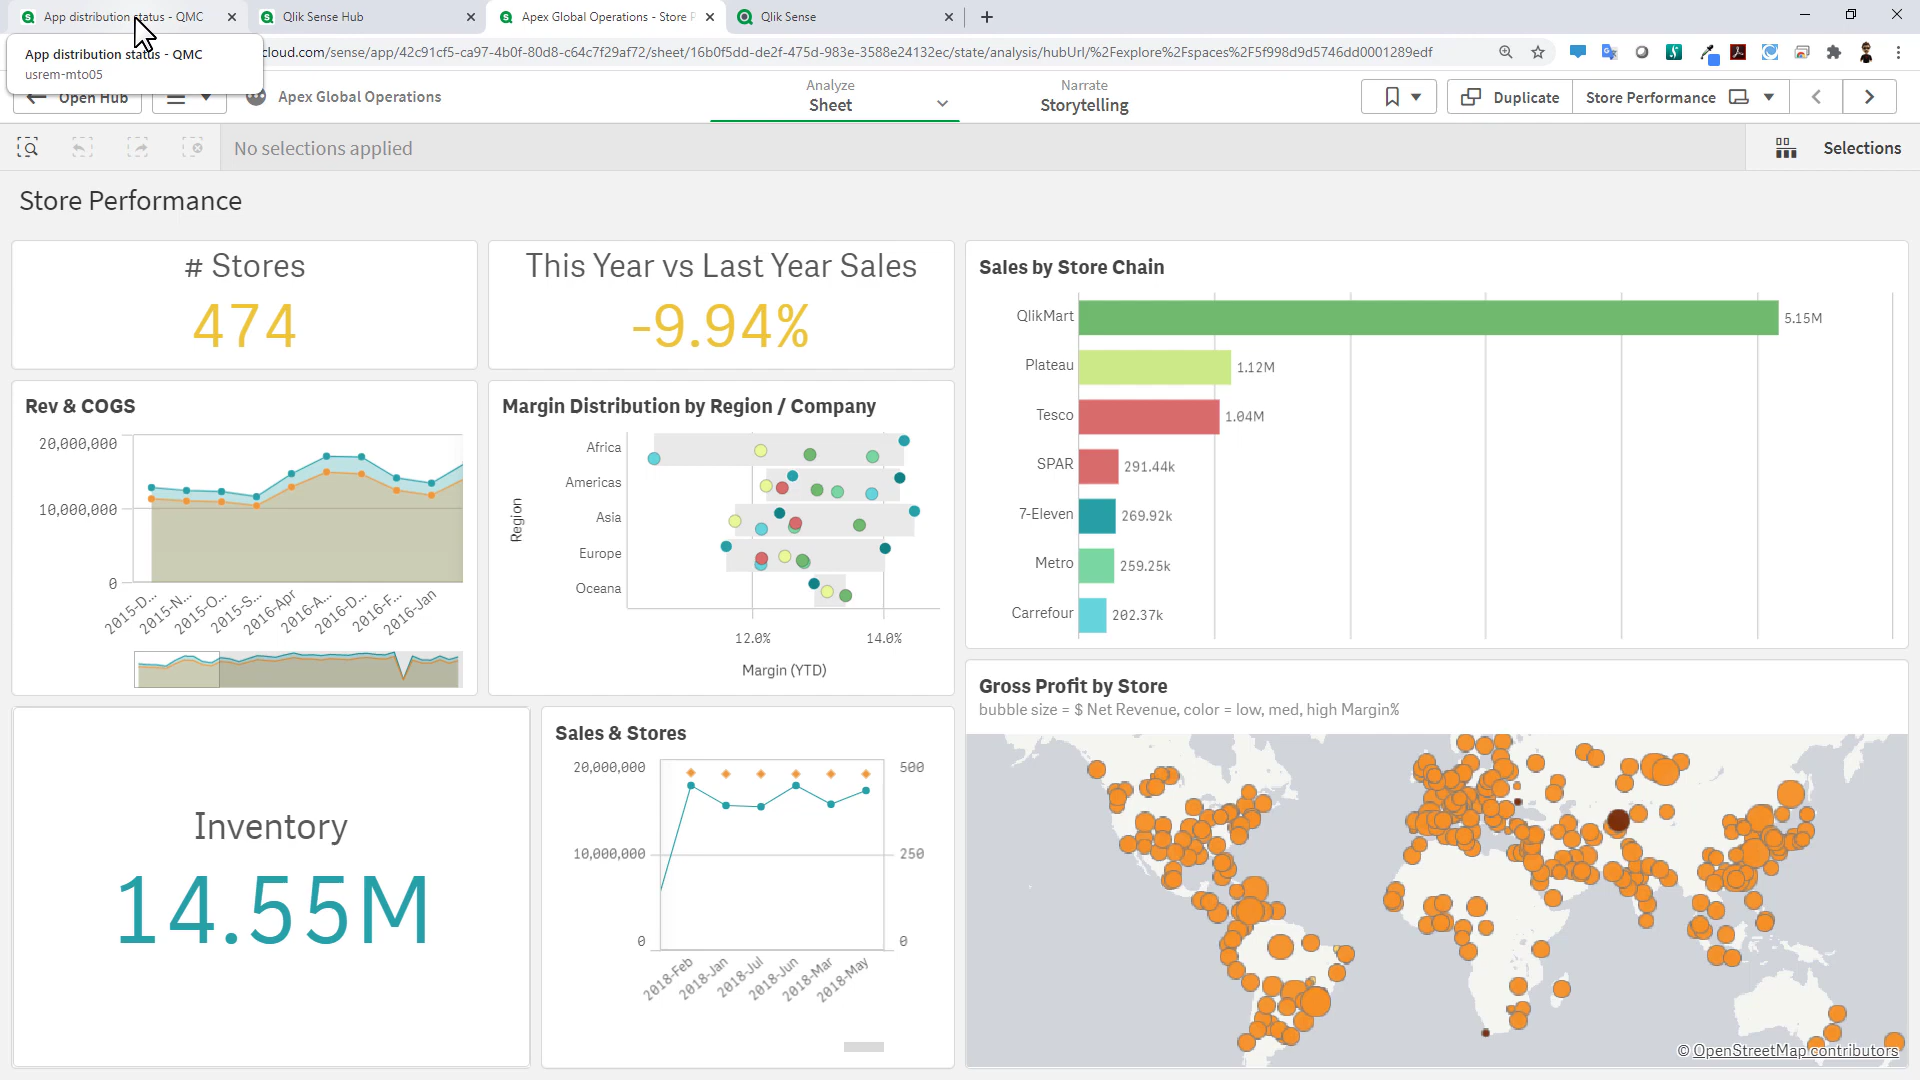 App distribution status - QMC
Qlik Sense Hub
Apex Global Operations - Store P
Qlik Sense
App distribution status - QMC
usrem-mto05
cloud.com/sense/app/42c91cf5-ca97-4b0f-80d8-c64c7f29af72/sheet/16b0f5dd-de2f-475d-983e-3588e24132ec/state/analysis/hubUrl/%2Fexplore%2Fspaces%2F5f998d9d5746dd0001289edf
Open Hub
Apex Global Operations
Analyze
Sheet
Narrate
Storytelling
Duplicate
Store Performance
No selections applied
Selections
Store Performance
# Stores
474
This Year vs Last Year Sales
-9.94%
Sales by Store Chain
QlikMart
5.15M
Plateau
1.12M
Tesco
1.04M
SPAR
291.44k
7-Eleven
269.92k
Metro
259.25k
Carrefour
202.37k
Rev & COGS
20,000,000
10,000,000
0
2015-D...
2015-N...
2015-O...
2015-S...
2016-Apr
2016-A...
2016-D...
2016-F...
2016-Jan
Margin Distribution by Region / Company
Region
Africa
Americas
Asia
Europe
Oceana
12.0%
14.0%
Margin (YTD)
Gross Profit by Store
bubble size = $ Net Revenue, color = low, med, high Margin%
© OpenStreetMap contributors
Inventory
14.55M
Sales & Stores
20,000,000
10,000,000
0
500
250
0
2018-Feb
2018-Jan
2018-Jul
2018-Jun
2018-Mar
2018-May